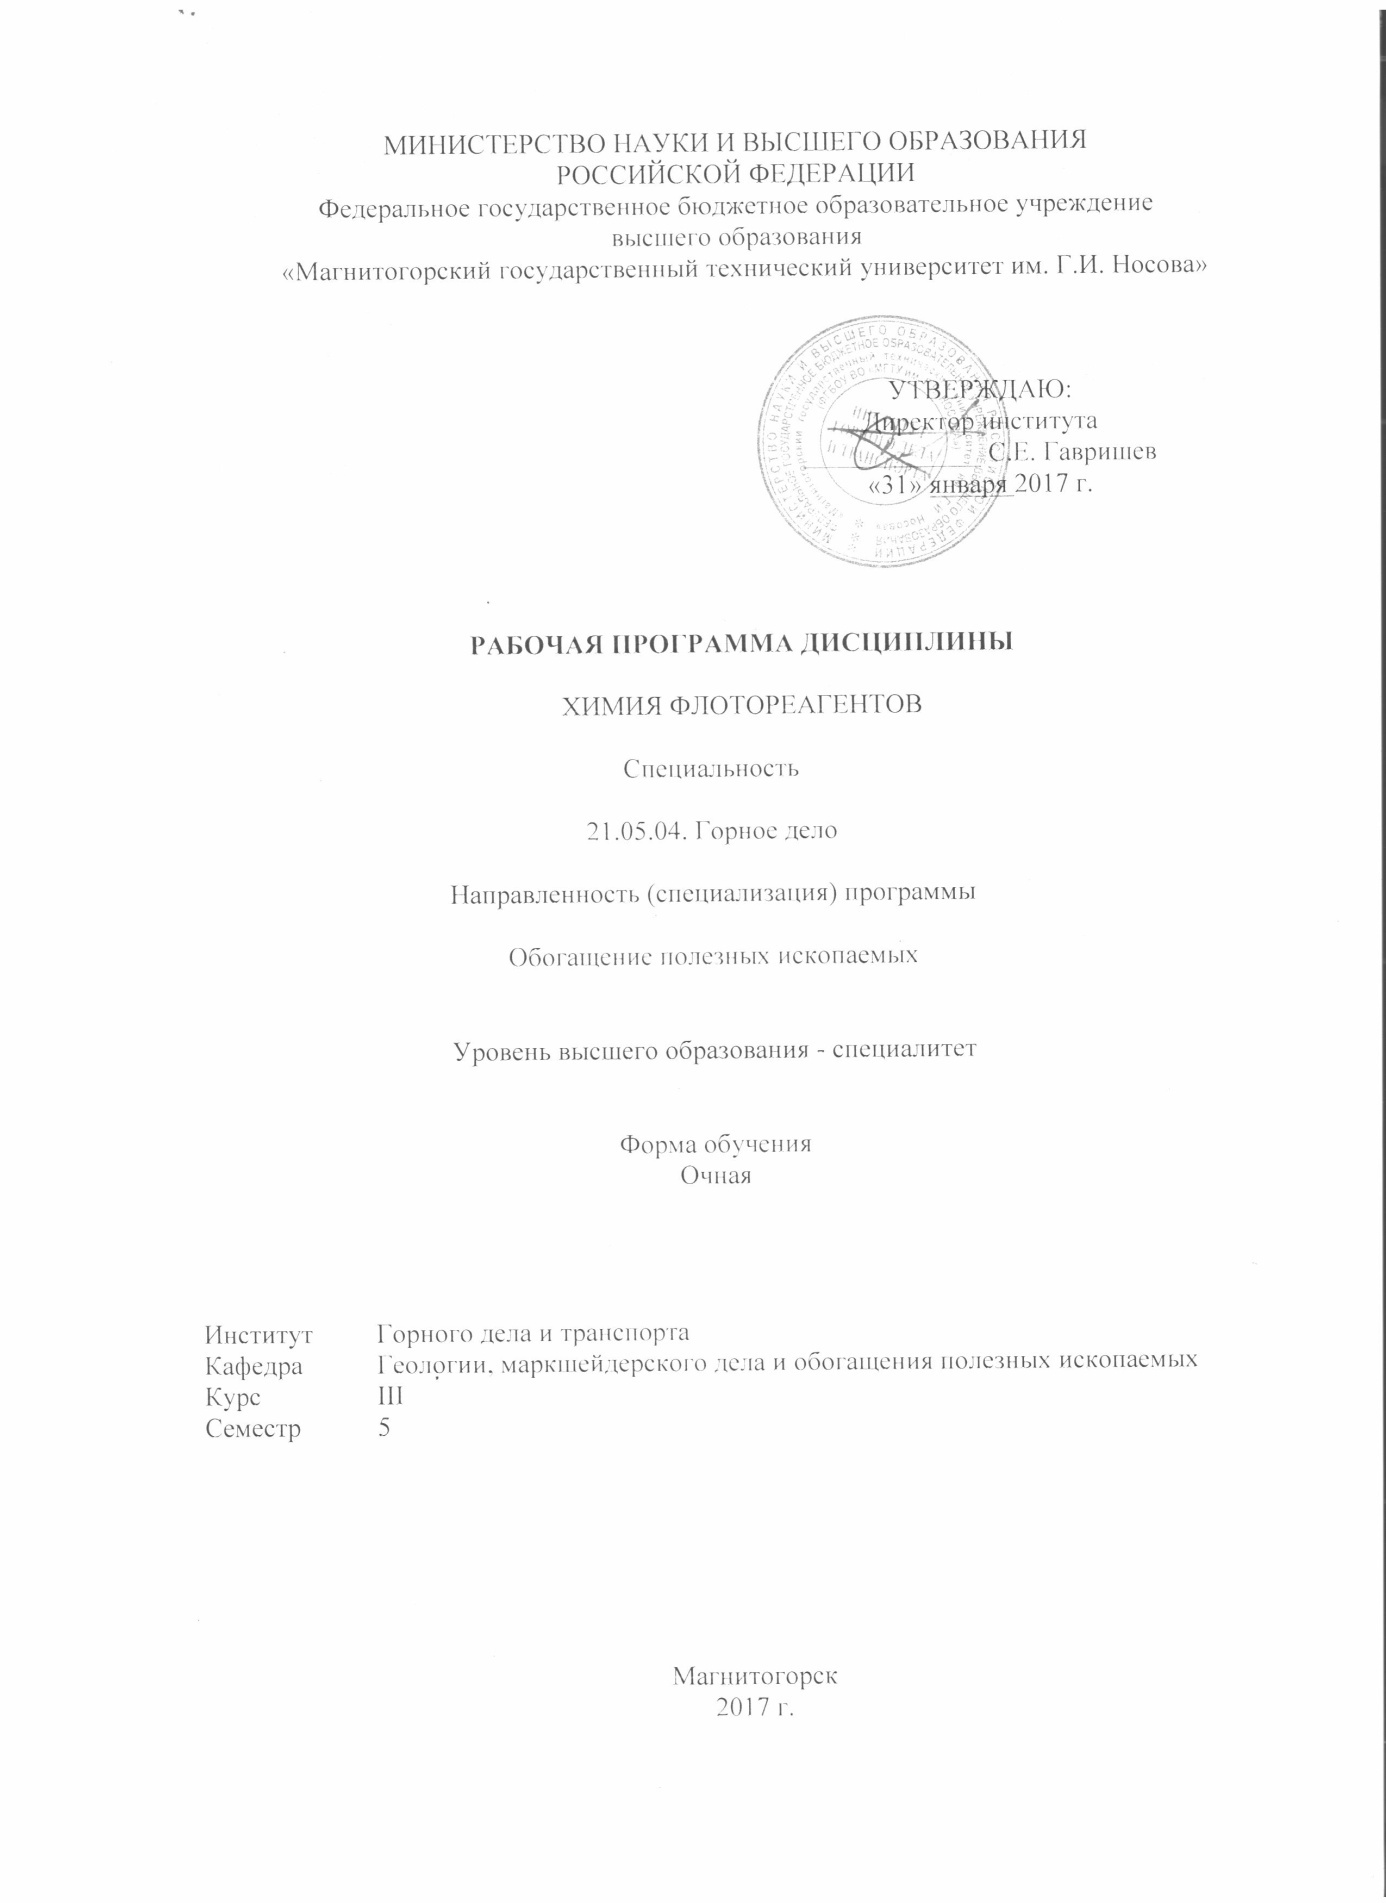 МИНИСТЕРСТВО НАУКИ И ВЫСШЕГО ОБРАЗОВАНИЯ
РОССИЙСКОЙ ФЕДЕРАЦИИ
Федеральное государственное бюджетное образовательное учреждение
высшего образования
«Магнитогорский государственный технический университет им. Г.И. Носова»
УТВЕРЖДАЮ:
Директор института
С.Е. Гавришев
«31» января 2017 г.
РАБОЧАЯ ПРОГРАММА ДИСЦИПЛИНЫ
ХИМИЯ ФЛОТОРЕАГЕНТОВ
Специальность
21.05.04. Горное дело
Направленность (специализация) программы
Обогащение полезных ископаемых
Уровень высшего образования - специалитет
Форма обучения
Очная
Институт Горного дела и транспорта
Кафедра Геологии, маркшейдерского дела и обогащения полезных ископаемых
Курс III
Семестр 5
Магнитогорск
2017 г.